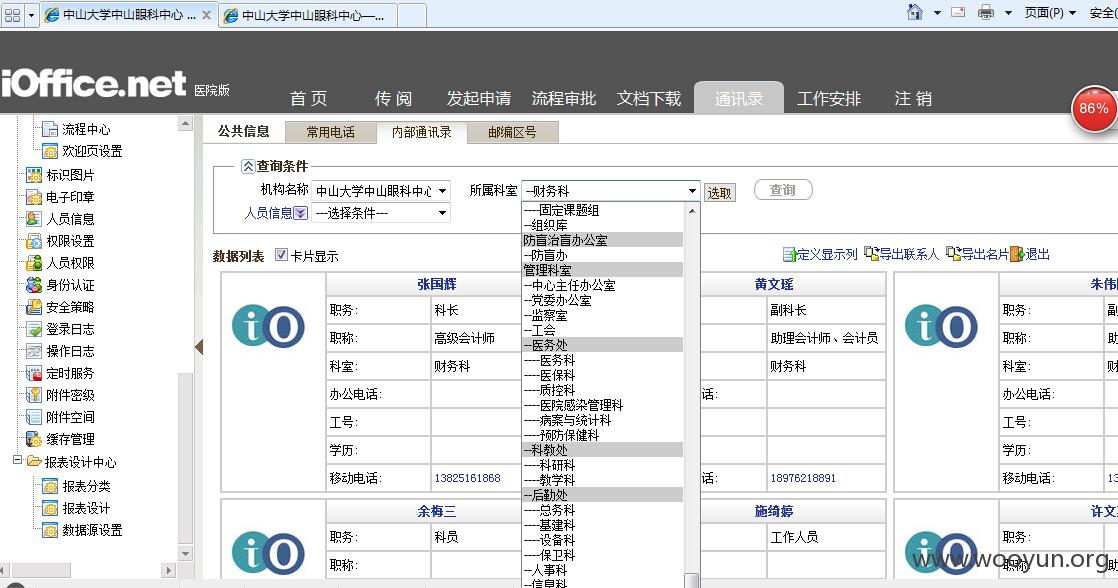 中山大学中山眼科中心 ...
中山大学中山眼科中心—...
页面(P)
安全(
iOffice.net 医院版
首 页 传 阅 发起申请 流程审批 文档下载 通讯录 工作安排 注 销
86%
流程中心
欢迎页设置
标识图片
电子印章
人员信息
权限设置
人员权限
身份认证
安全策略
登录日志
操作日志
定时服务
附件密级
附件空间
缓存管理
报表设计中心
报表分类
报表设计
数据源设置
公共信息 常用电话 内部通讯录 邮编区号
查询条件
机构名称 中山大学中山眼科中心 所属科室 --财务科 选取 查询
人员信息 ---选择条件---
数据列表 卡片显示 定义显示列 导出联系人 导出名片 退出
----固定课题组
--组织库
防盲治盲办公室
--防盲办
管理科室
--中心主任办公室
--党委办公室
--监察室
--工会
--医务处
----医务科
----医保科
----质控科
----医院感染管理科
----病案与统计科
----预防保健科
--科教处
----科研科
----教学科
--后勤处
----总务科
----基建科
----设备科
----保卫科
--人事科
--信息科
张国辉
职务: 科长
职称: 高级会计师
科室: 财务科
办公电话:
工号:
学历:
移动电话: 13825161868
黄文瑶
副科长
助理会计师、会计员
财务科
话:
话: 18976218891
朱伟
职务: 副
职称: 助
科室: 财
办公电话:
工号:
学历:
移动电话: 13
余梅三
职务: 科员
职称:
施绮婷
工作人员
许文
职务:
职称:
www.wooyun.org